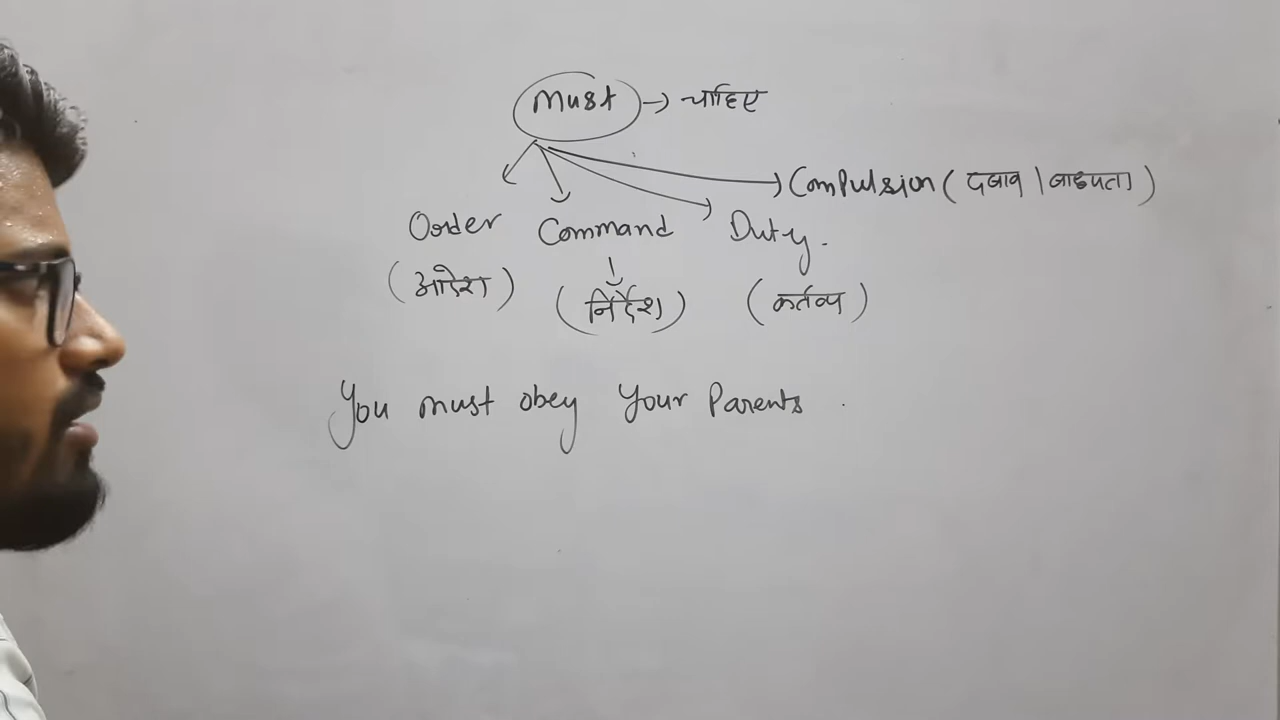 Must → चाहिए
Compulsion (दबाव | बाध्यता)
Order Command Duty.
(आदेश) (निर्देश) (कर्तव्य)
You must obey Your Parents.